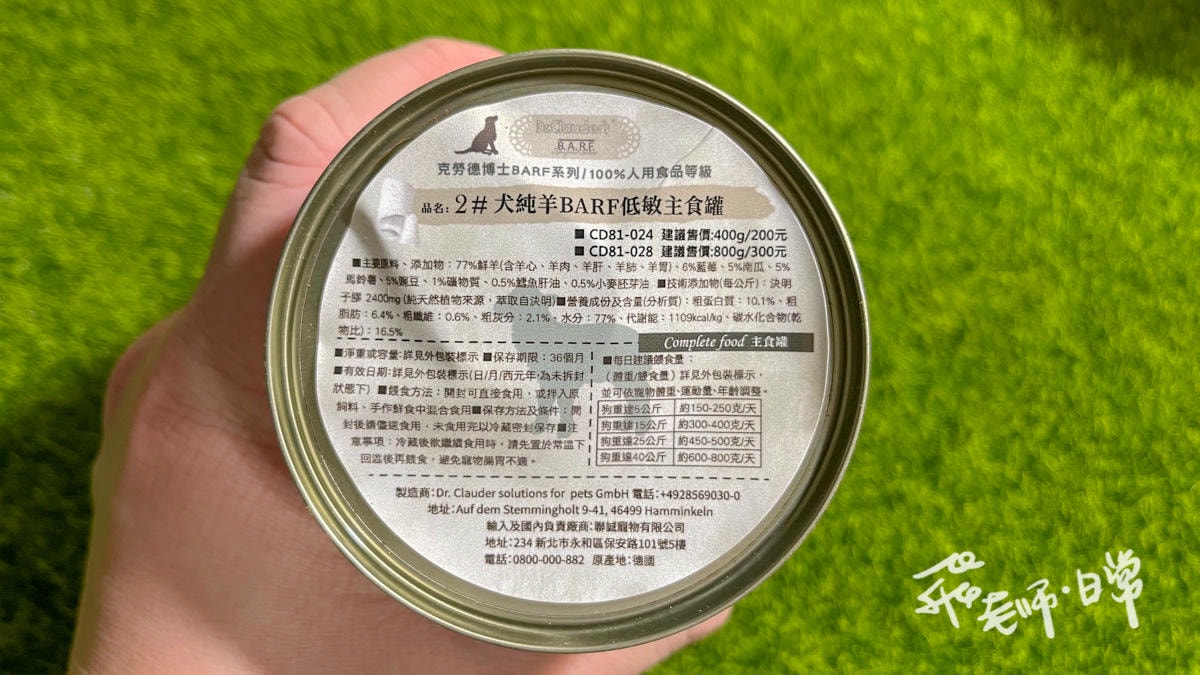 Dr.Clauder's
B.A.R.F.
克勞德博士BARF系列/100%人用食品等級
品名: 2# 犬純羊BARF低敏主食罐
■ CD81-024 建議售價:400g/200元
■ CD81-028 建議售價:800g/300元
■主要原料、添加物：77%鮮羊(含羊心、羊肉、羊肝、羊肺、羊胃)、6%藍莓、5%南瓜、5%
馬鈴薯、5%豌豆、1%礦物質、0.5%鱈魚肝油、0.5%小麥胚芽油 ■技術添加物(每公斤)：決明
子膠 2400mg (純天然植物來源，萃取自決明)■營養成份及含量(分析質)：粗蛋白質：10.1%、粗
脂肪：6.4%、粗纖維：0.6%、粗灰分：2.1%、水分：77%、代謝能：1109kcal/kg、碳水化合物(乾
物比)：16.5%
Complete food 主食罐
■淨重或容量:詳見外包裝標示 ■保存期限：36個月
■有效日期:詳見外包裝標示(日/月/西元年,為未拆封
狀態下) ■餵食方法：開封可直接食用，或拌入原
飼料、手作鮮食中混合食用■保存方法及條件：開
封後請儘速食用，未食用完以冷藏密封保存■注
意事項：冷藏後欲繼續食用時，請先置於常溫下
回溫後再餵食，避免寵物腸胃不適。
■每日建議餵食量：
（體重/餵食量）詳見外包裝標示，
並可依寵物體重、運動量、年齡調整。
狗重達5公斤 約150-250克/天
狗重達15公斤 約300-400克/天
狗重達25公斤 約450-500克/天
狗重達40公斤 約600-800克/天
製造商:Dr. Clauder solutions for pets GmbH 電話:+4928569030-0
地址:Auf dem Stemmingholt 9-41, 46499 Hamminkeln
輸入及國內負責廠商:聯誠寵物有限公司
地址:234 新北市永和區保安路101號5樓
電話:0800-000-882 原產地:德國
飛老師·日常